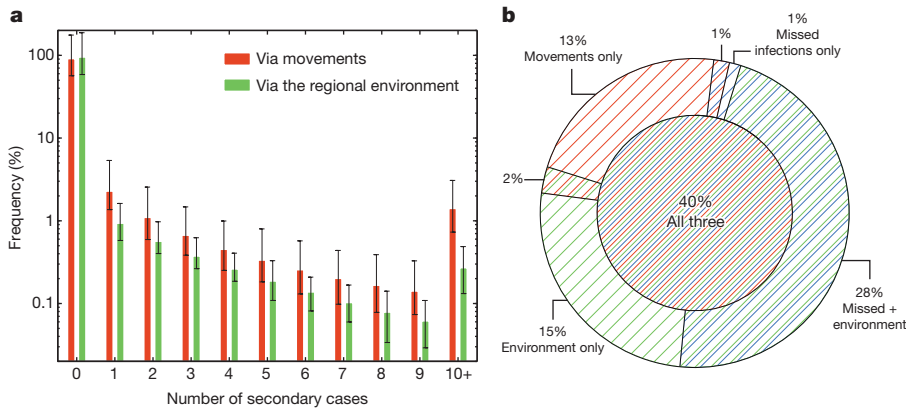 a
Frequency (%)
100
10
1
0.1
Via movements
Via the regional environment
0 1 2 3 4 5 6 7 8 9 10+
Number of secondary cases
b
13%
Movements only
1%
1%
Missed
infections only
2%
40%
All three
15%
Environment only
28%
Missed +
environment